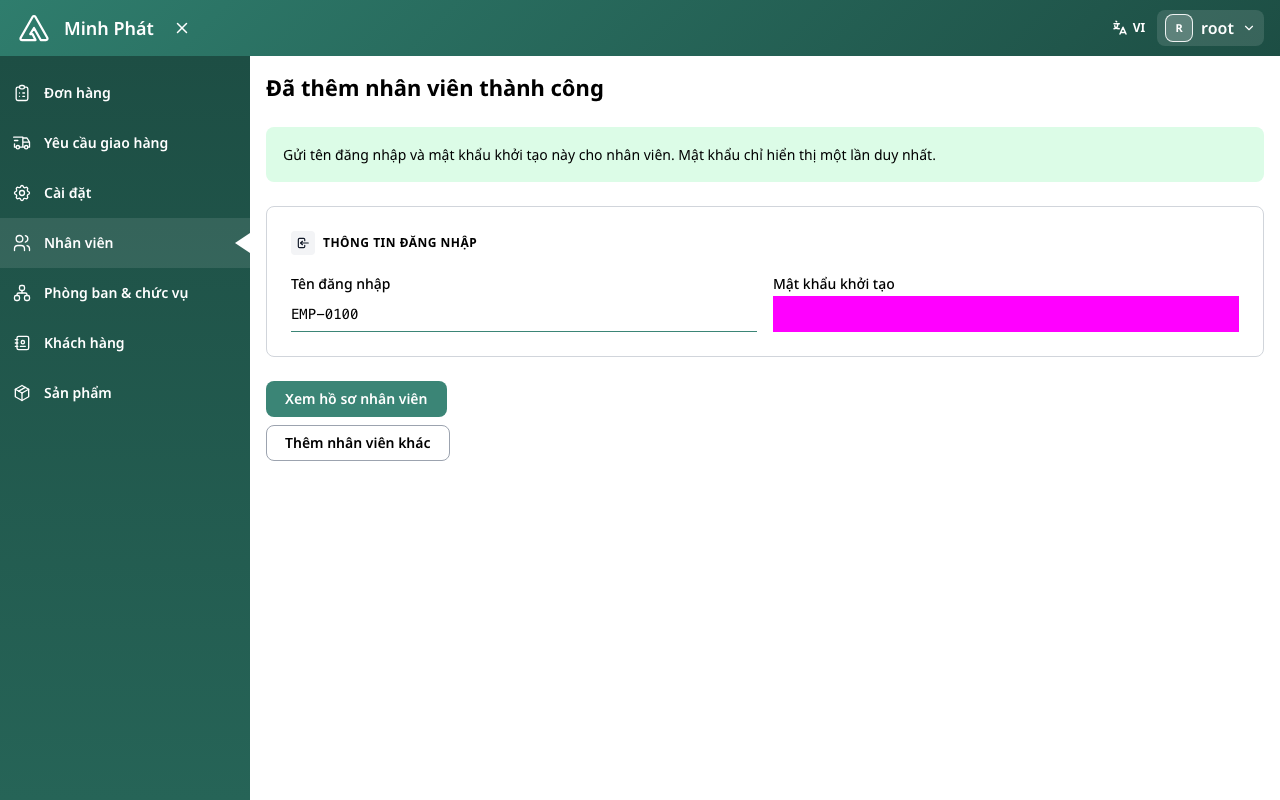 Minh Phát
VI
R
root
Đơn hàng
Yêu cầu giao hàng
Cài đặt
Nhân viên
Phòng ban & chức vụ
Khách hàng
Sản phẩm
Đã thêm nhân viên thành công
Gửi tên đăng nhập và mật khẩu khởi tạo này cho nhân viên. Mật khẩu chỉ hiển thị một lần duy nhất.
THÔNG TIN ĐĂNG NHẬP
Tên đăng nhập
EMP-0100
Mật khẩu khởi tạo
Xem hồ sơ nhân viên
Thêm nhân viên khác